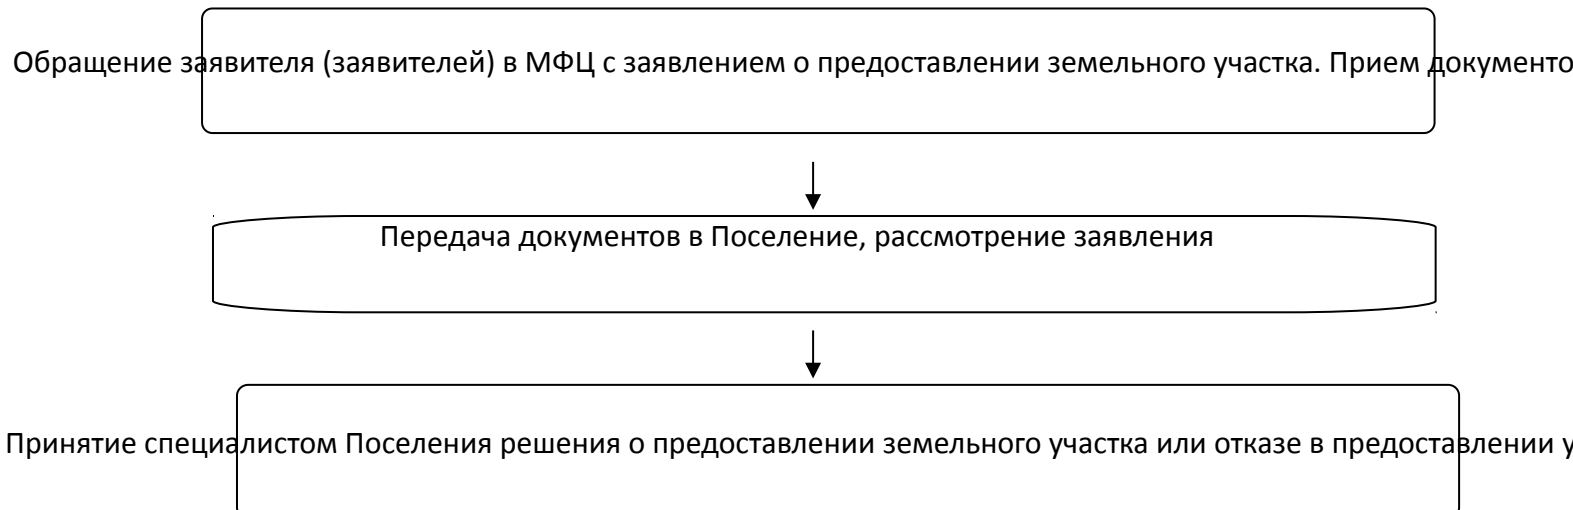 Обращение заявителя (заявителей) в МФЦ с заявлением о предоставлении земельного участка. Прием документо
Передача документов в Поселение, рассмотрение заявления
Принятие специалистом Поселения решения о предоставлении земельного участка или отказе в предоставлении у